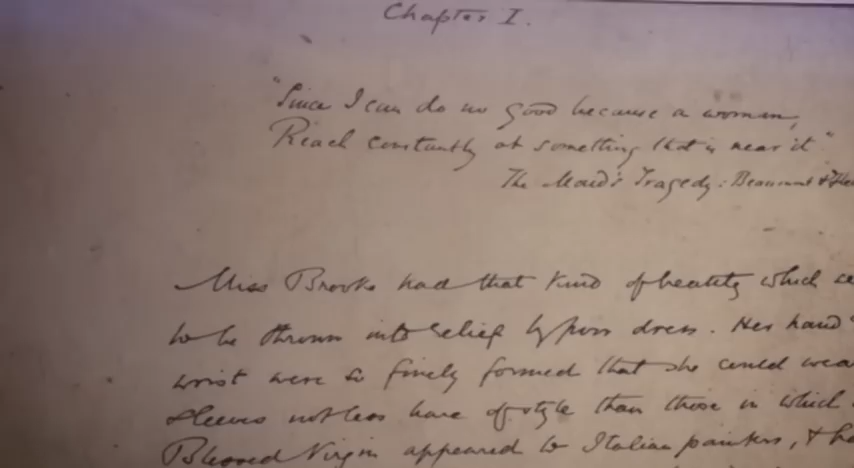 Chapter I.
"Since I can do no good because a woman,
Reach constantly at something that is near it"
The Maid's Tragedy: Beaumont &
Miss Brooke had that kind of beauty which
to be thrown into relief by poor dress. Her hand
wrist were so finely formed that she could wear
sleeves not less bare of style than those in which
Blessed Virgin appeared to Italian painters, &